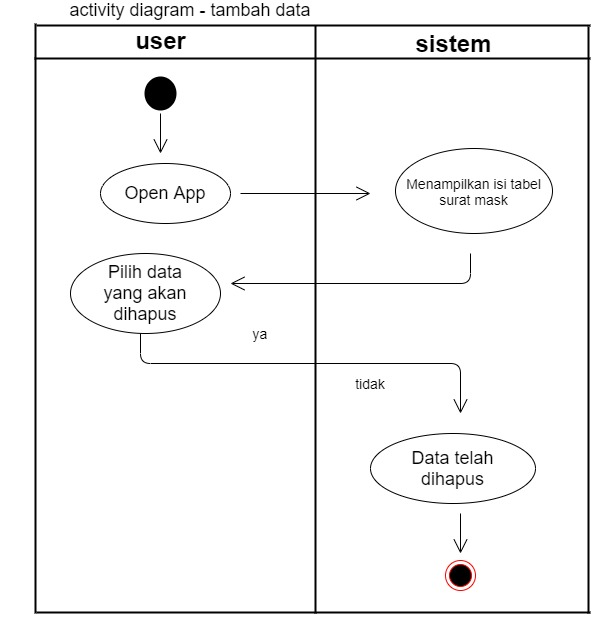 activity diagram - tambah data
user
sistem
Open App
Menampilkan isi tabel
surat mask
Pilih data
yang akan
dihapus
ya
tidak
Data telah
dihapus